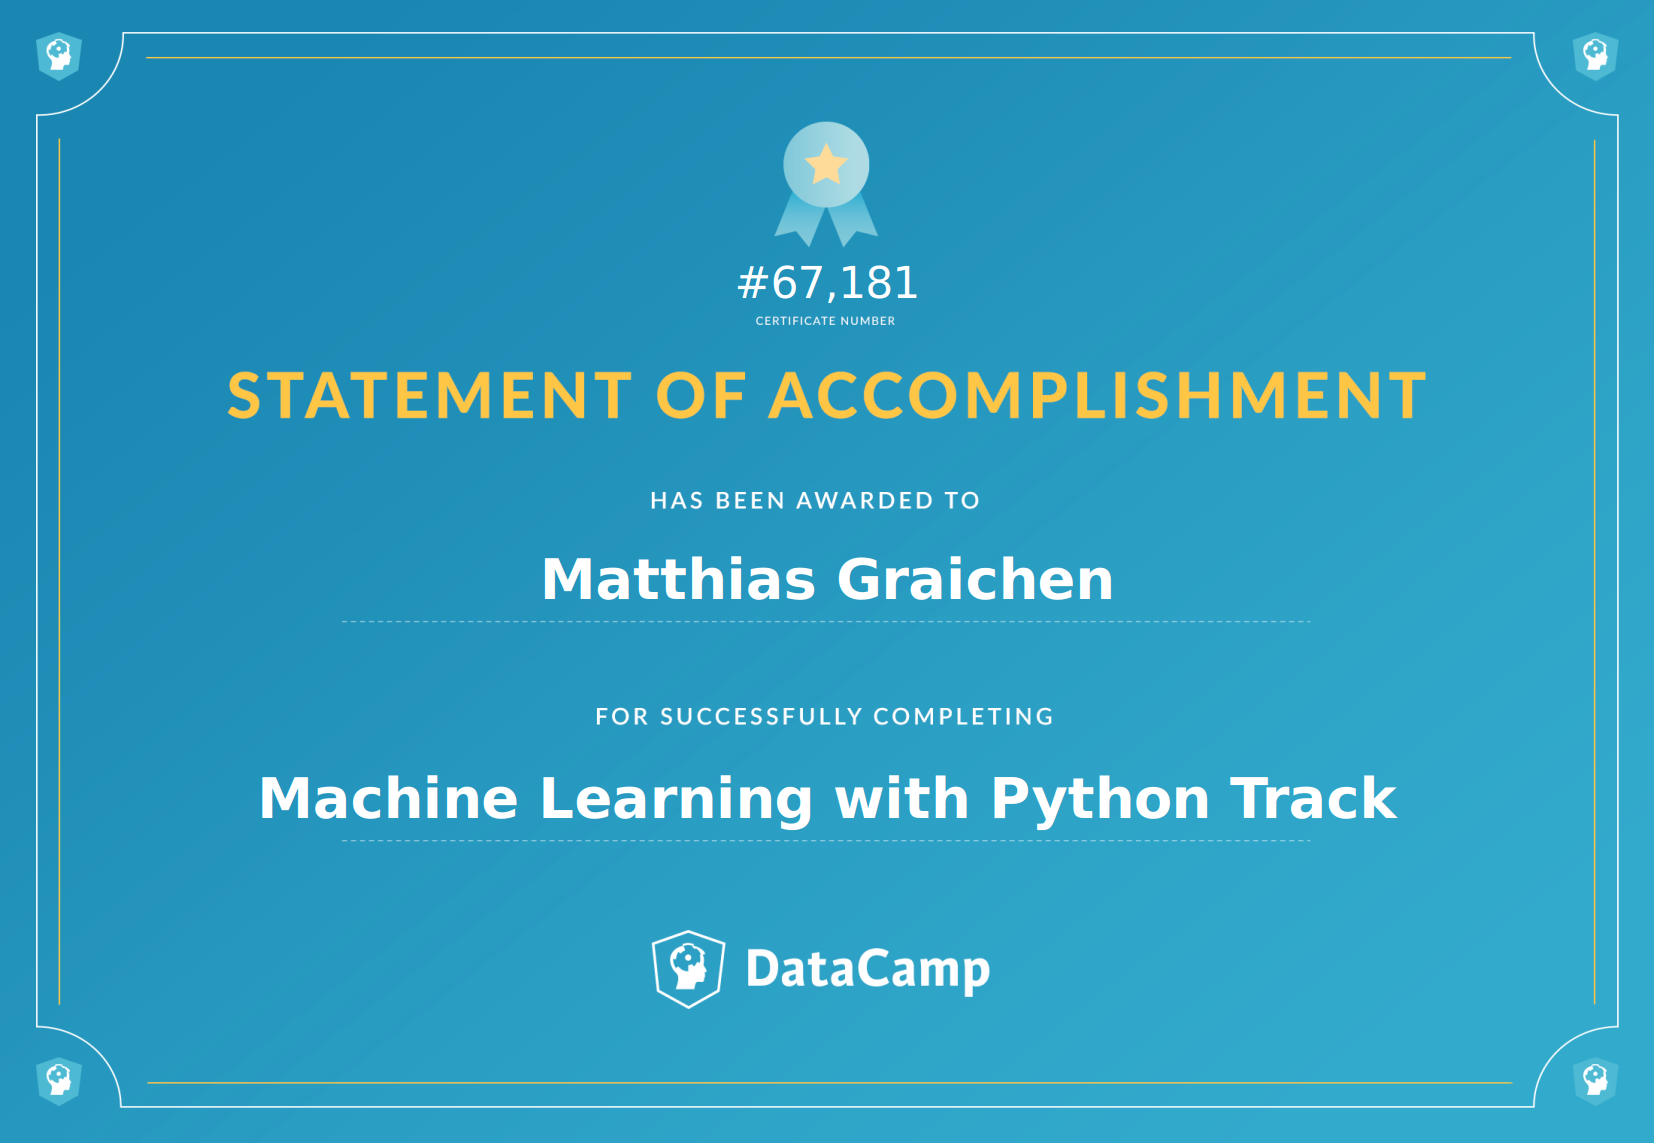 #67,181
CERTIFICATE NUMBER
STATEMENT OF ACCOMPLISHMENT
HAS BEEN AWARDED TO
Matthias Graichen
FOR SUCCESSFULLY COMPLETING
Machine Learning with Python Track
DataCamp